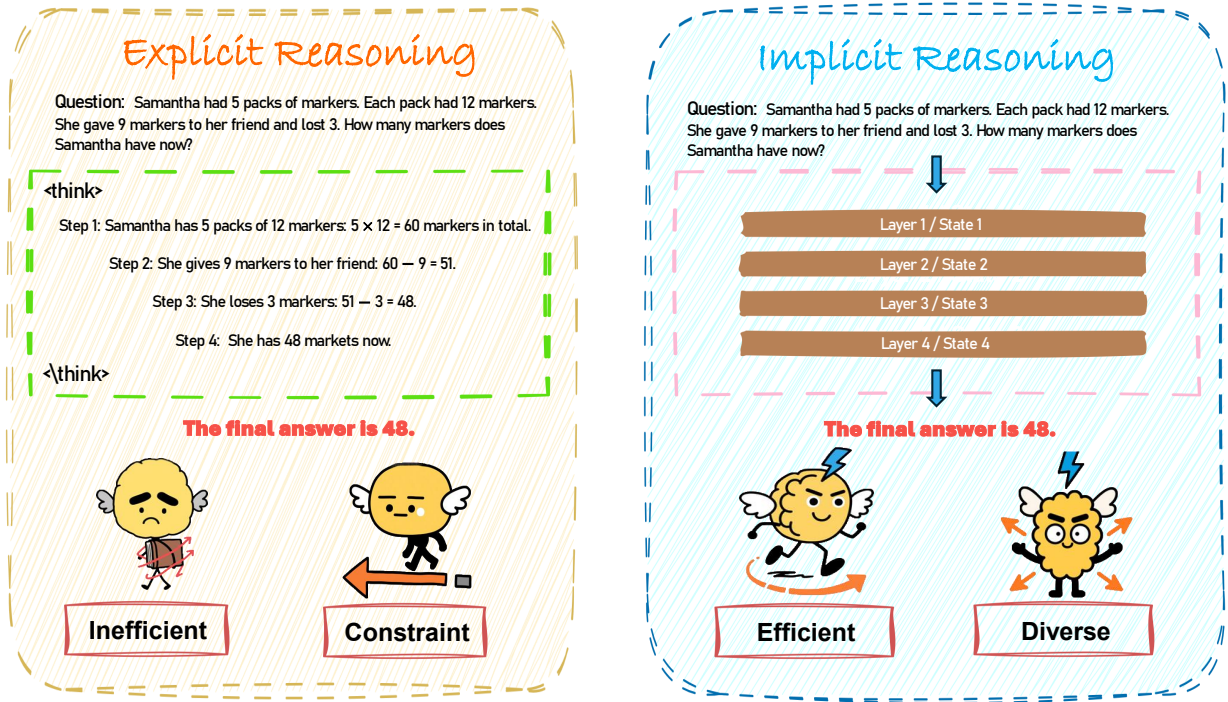 Explicit Reasoning
Question: Samantha had 5 packs of markers. Each pack had 12 markers.
She gave 9 markers to her friend and lost 3. How many markers does
Samantha have now?
<think>
Step 1: Samantha has 5 packs of 12 markers: 5 × 12 = 60 markers in total.
Step 2: She gives 9 markers to her friend: 60 — 9 = 51.
Step 3: She loses 3 markers: 51 — 3 = 48.
Step 4: She has 48 markets now.
<\think>
The final answer is 48.
Inefficient
Constraint
Implicit Reasoning
Question: Samantha had 5 packs of markers. Each pack had 12 markers.
She gave 9 markers to her friend and lost 3. How many markers does
Samantha have now?
Layer 1 / State 1
Layer 2 / State 2
Layer 3 / State 3
Layer 4 / State 4
The final answer is 48.
Efficient
Diverse